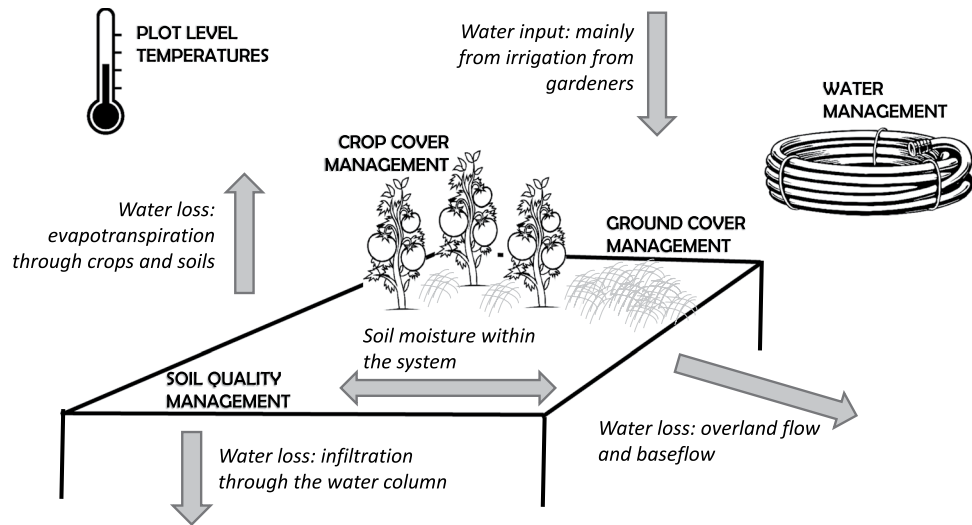 PLOT LEVEL
TEMPERATURES
Water input: mainly
from irrigation from
gardeners
WATER
MANAGEMENT
CROP COVER
MANAGEMENT
Water loss:
evapotranspiration
through crops and soils
GROUND COVER
MANAGEMENT
Soil moisture within
the system
SOIL QUALITY
MANAGEMENT
Water loss: overland flow
and baseflow
Water loss: infiltration
through the water column